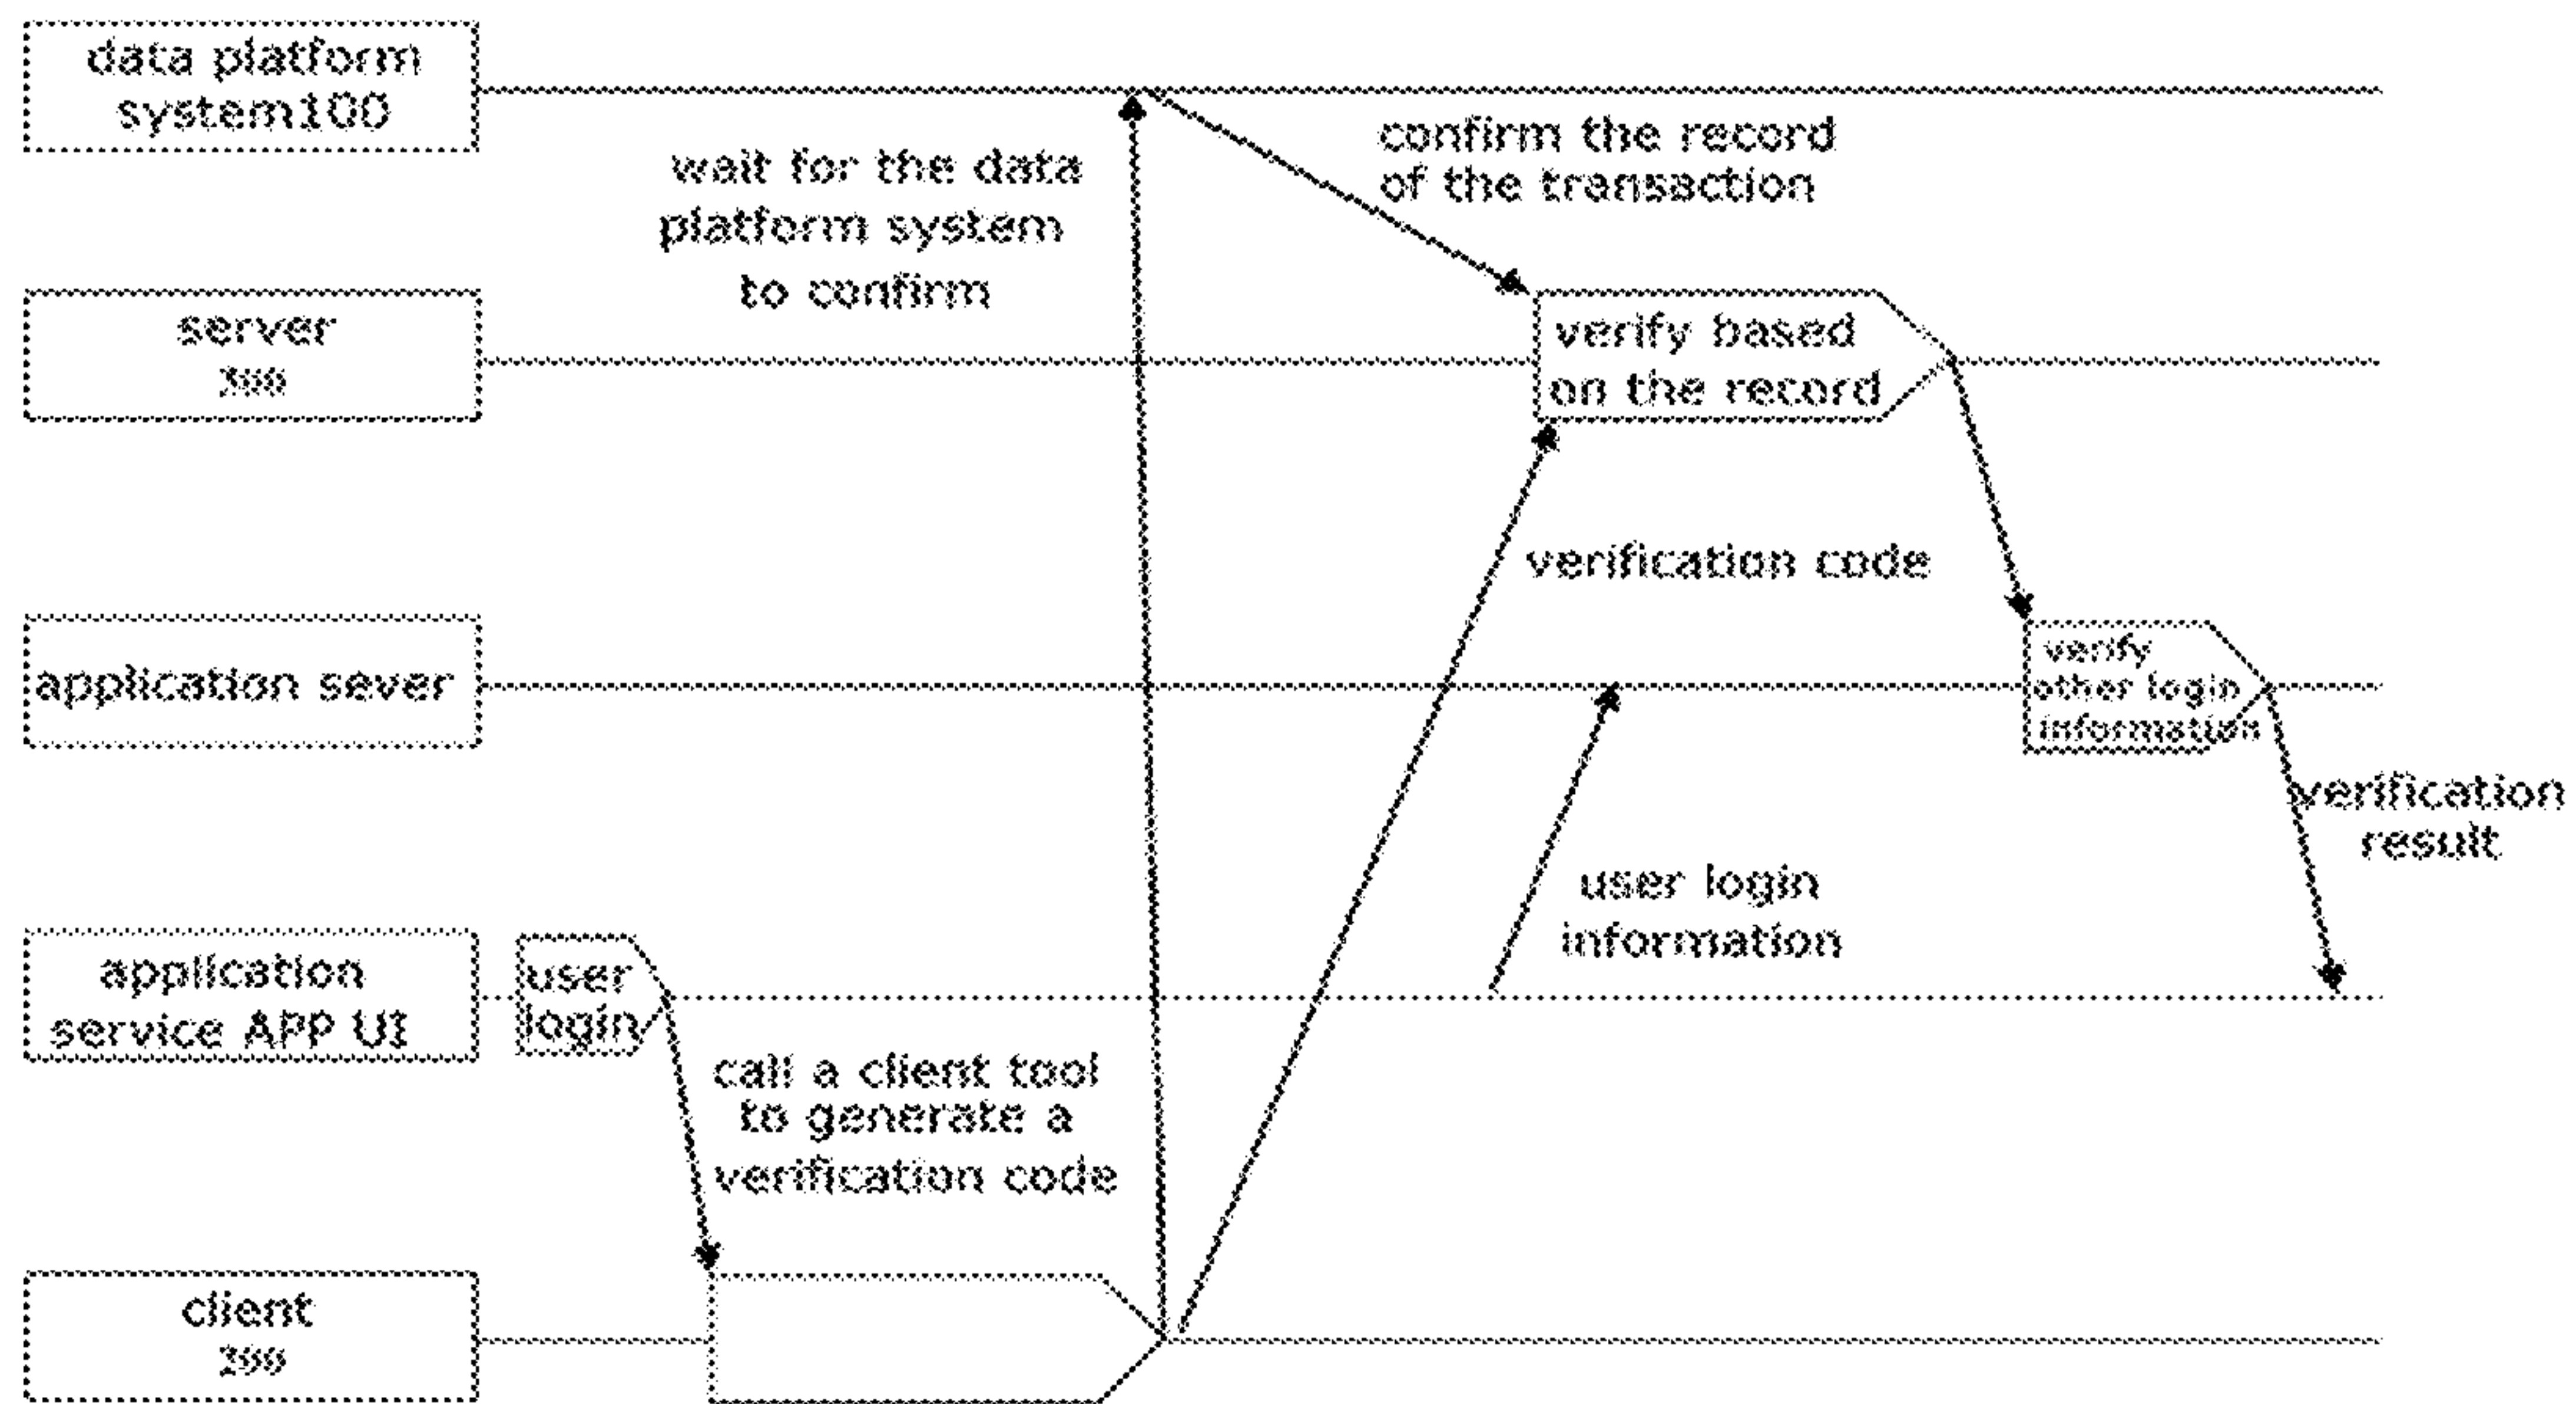 data platform
system100
wait for the data
platform system
to confirm
confirm the record
of the transaction
server
300
verify based
on the record
verification code
application sever
verify
other login
information
verification
result
user login
information
application
service APP UI
user
login
call a client tool
to generate a
verification code
client
200